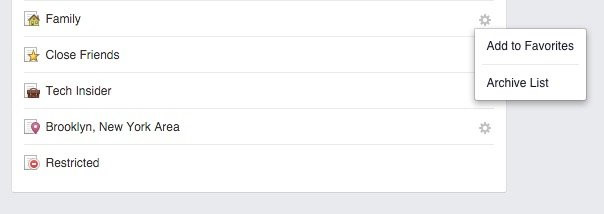 Family
Add to Favorites
Close Friends
Archive List
Tech Insider
Brooklyn, New York Area
Restricted